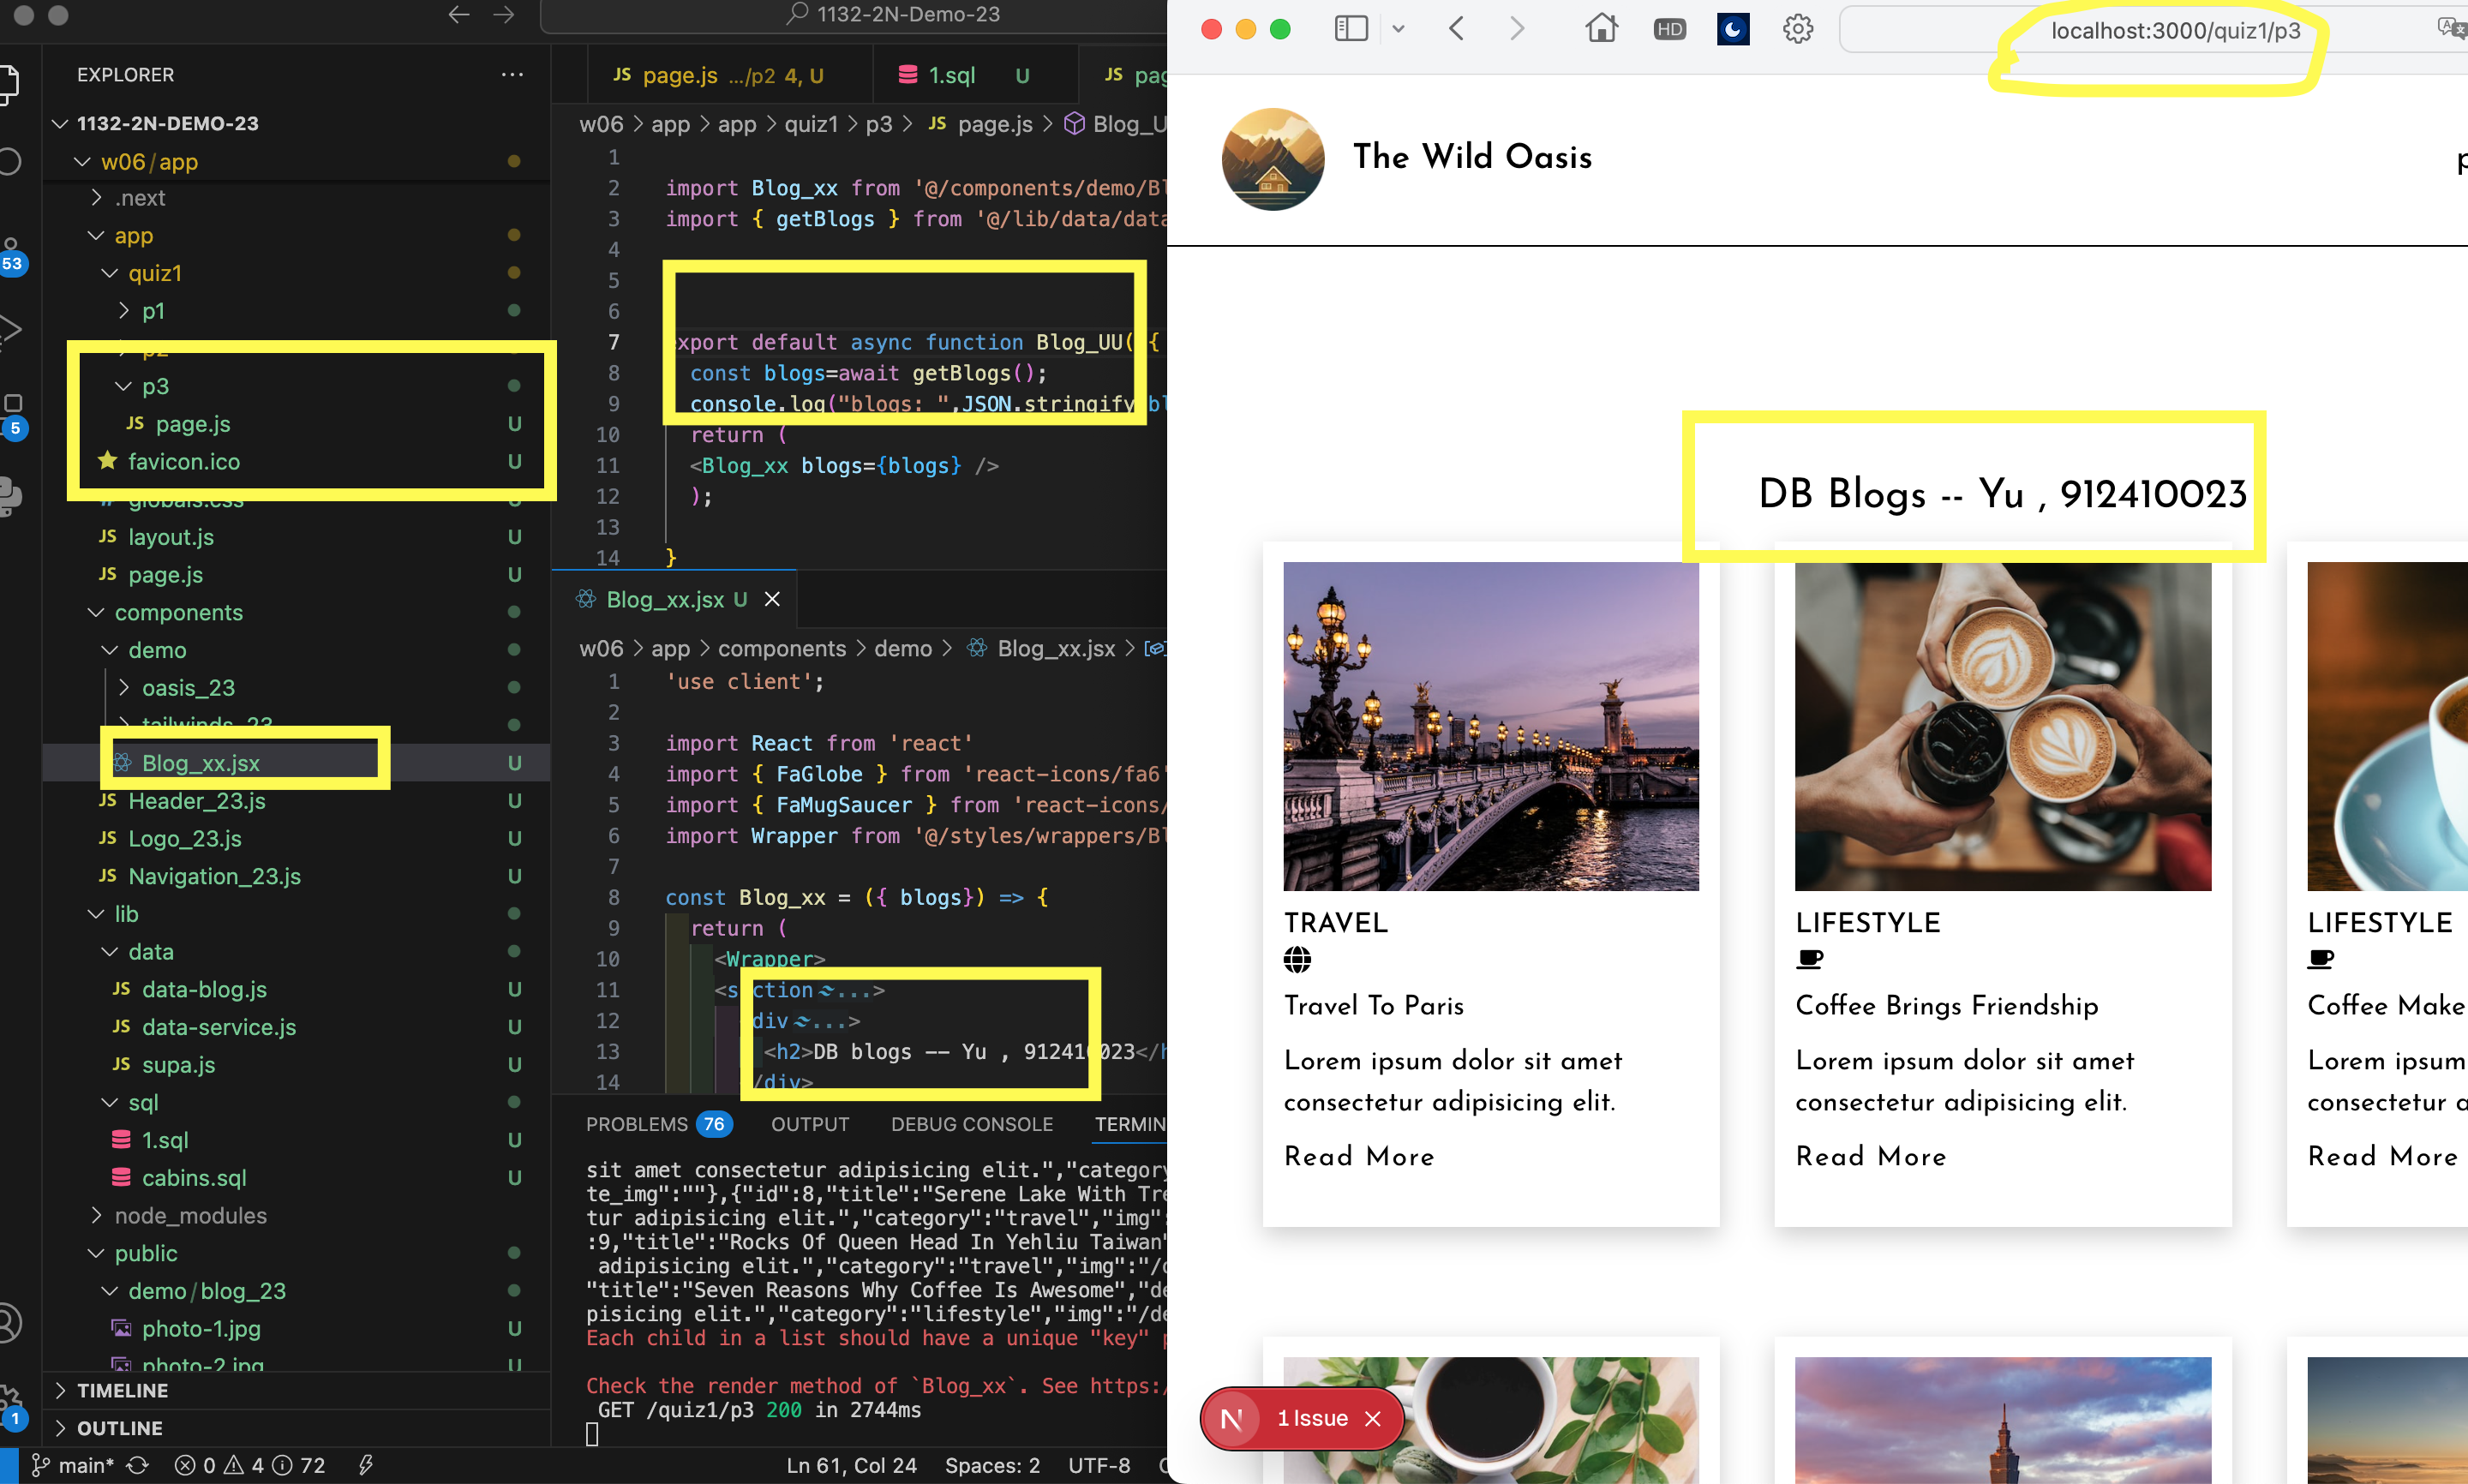 1132-2N-Demo-23
EXPLORER
1132-2N-DEMO-23
w06/app
.next
app
quiz1
p1
p2
p3
JS page.js U
favicon.ico U
globals.css U
JS layout.js U
JS page.js U
components
demo
oasis_23
tailwinds_23
Blog_xx.jsx U
JS Header_23.js U
JS Logo_23.js U
JS Navigation_23.js U
lib
data
JS data-blog.js U
JS data-service.js U
JS supa.js U
sql
1.sql U
cabins.sql U
node_modules
public
demo/blog_23
photo-1.jpg U
photo-2.jpg U
TIMELINE
OUTLINE
53
5
1
JS page.js .../p2 4, U
1.sql U
JS pag
w06 > app > app > quiz1 > p3 > JS page.js > Blog_U
1
2 import Blog_xx from '@/components/demo/Bl
3 import { getBlogs } from '@/lib/data/data
4
5
6
7 xport default async function Blog_UU( {
8 const blogs=await getBlogs();
9 console.log("blogs: ",JSON.stringify bl
10 return (
11 <Blog_xx blogs={blogs} />
12 );
13
14 }
Blog_xx.jsx U
w06 > app > components > demo > Blog_xx.jsx >
1 'use client';
2
3 import React from 'react'
4 import { FaGlobe } from 'react-icons/fa6'
5 import { FaMugSaucer } from 'react-icons/
6 import Wrapper from '@/styles/wrappers/Bl
7
8 const Blog_xx = ({ blogs}) => {
9 return (
10 <Wrapper>
11 <section ...>
12 div ...>
13 <h2>DB blogs -- Yu , 912410023</h
14 /div>
PROBLEMS 76 OUTPUT DEBUG CONSOLE TERMIN
sit amet consectetur adipisicing elit.","category
te_img":""},{"id":8,"title":"Serene Lake With Tre
tur adipisicing elit.","category":"travel","img":
:9,"title":"Rocks Of Queen Head In Yehliu Taiwan"
adipisicing elit.","category":"travel","img":"/d
"title":"Seven Reasons Why Coffee Is Awesome","de
pisicing elit.","category":"lifestyle","img":"/de
Each child in a list should have a unique "key" p
Check the render method of `Blog_xx`. See https:/
GET /quiz1/p3 200 in 2744ms
main* 0 4 72
Ln 61, Col 24 Spaces: 2 UTF-8
HD
localhost:3000/quiz1/p3
The Wild Oasis
p
DB Blogs -- Yu , 912410023
TRAVEL
Travel To Paris
Lorem ipsum dolor sit amet
consectetur adipisicing elit.
Read More
LIFESTYLE
Coffee Brings Friendship
Lorem ipsum dolor sit amet
consectetur adipisicing elit.
Read More
LIFESTYLE
Coffee Make
Lorem ipsum
consectetur a
Read More
N 1 Issue